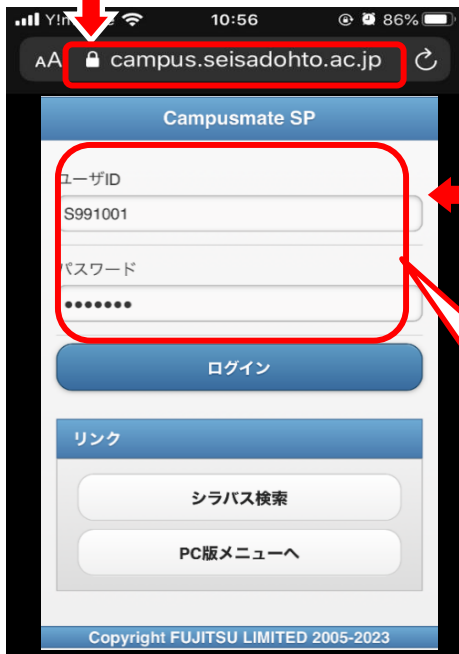 10:56
86%
AA campus.seisadohto.ac.jp
Campusmate SP
ユーザID
S991001
パスワード
•••••••
ログイン
リンク
シラバス検索
PC版メニューへ
Copyright FUJITSU LIMITED 2005-2023